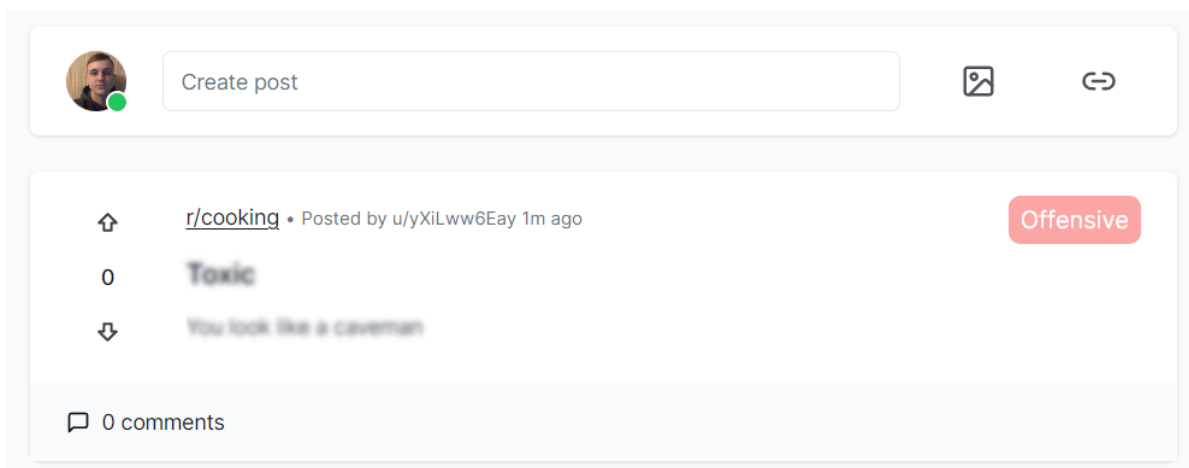 Create post
r/cooking • Posted by u/yXiLww6Eay 1m ago
Offensive
0
Toxic
You look like a caveman
0 comments